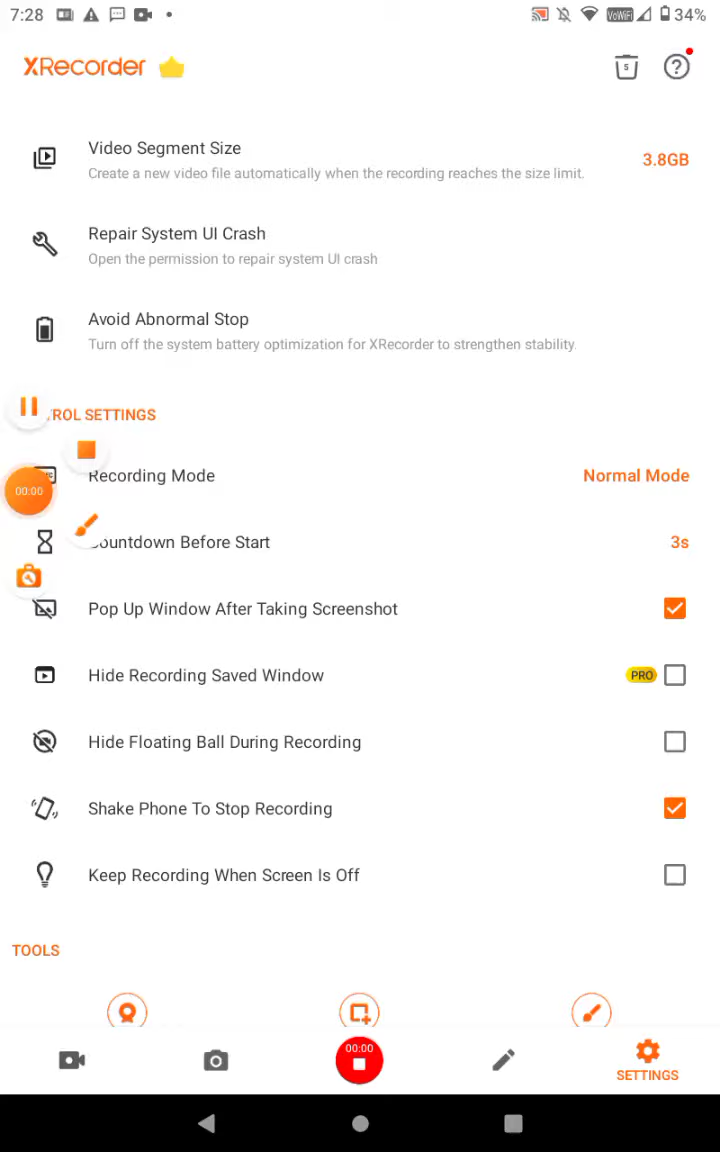 7:28
VoWiFi
34%
XRecorder
S
?
Video Segment Size
3.8GB
Create a new video file automatically when the recording reaches the size limit.
Repair System UI Crash
Open the permission to repair system UI crash
Avoid Abnormal Stop
Turn off the system battery optimization for XRecorder to strengthen stability.
ROL SETTINGS
Recording Mode
Normal Mode
00:00
ountdown Before Start
3s
Pop Up Window After Taking Screenshot
Hide Recording Saved Window
PRO
Hide Floating Ball During Recording
Shake Phone To Stop Recording
Keep Recording When Screen Is Off
TOOLS
00:00
SETTINGS